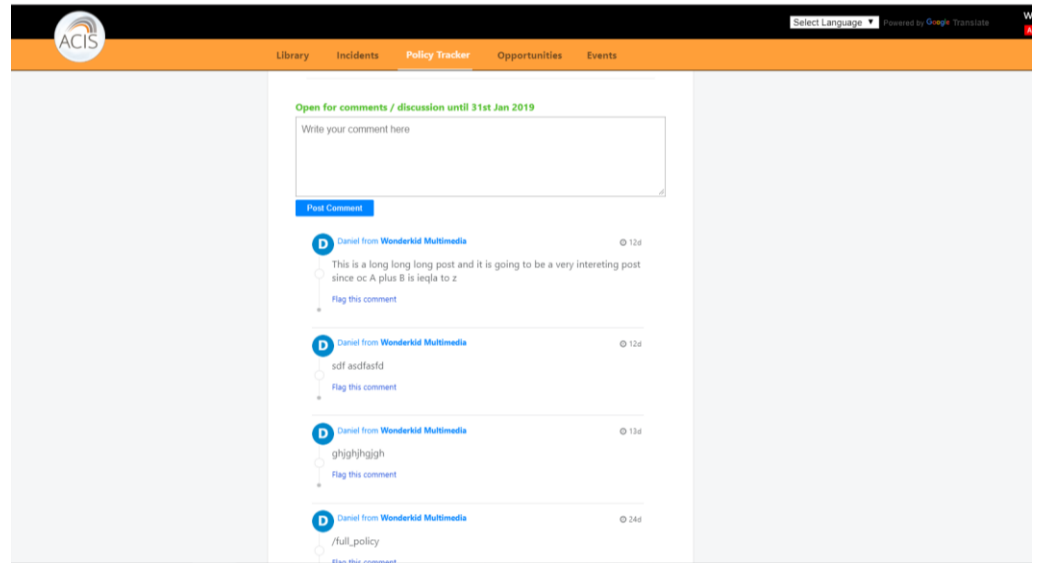 Select Language ▼ Powered by Google Translate
W
A
ACIS
Library Incidents Policy Tracker Opportunities Events
Open for comments / discussion until 31st Jan 2019
Write your comment here
Post Comment
D Daniel from Wonderkid Multimedia 12d
This is a long long long post and it is going to be a very intereting post
since oc A plus B is ieqla to z
Flag this comment
D Daniel from Wonderkid Multimedia 12d
sdf asdfasfd
Flag this comment
D Daniel from Wonderkid Multimedia 13d
ghjghjhgjgh
Flag this comment
D Daniel from Wonderkid Multimedia 24d
/full_policy
Flag this comment